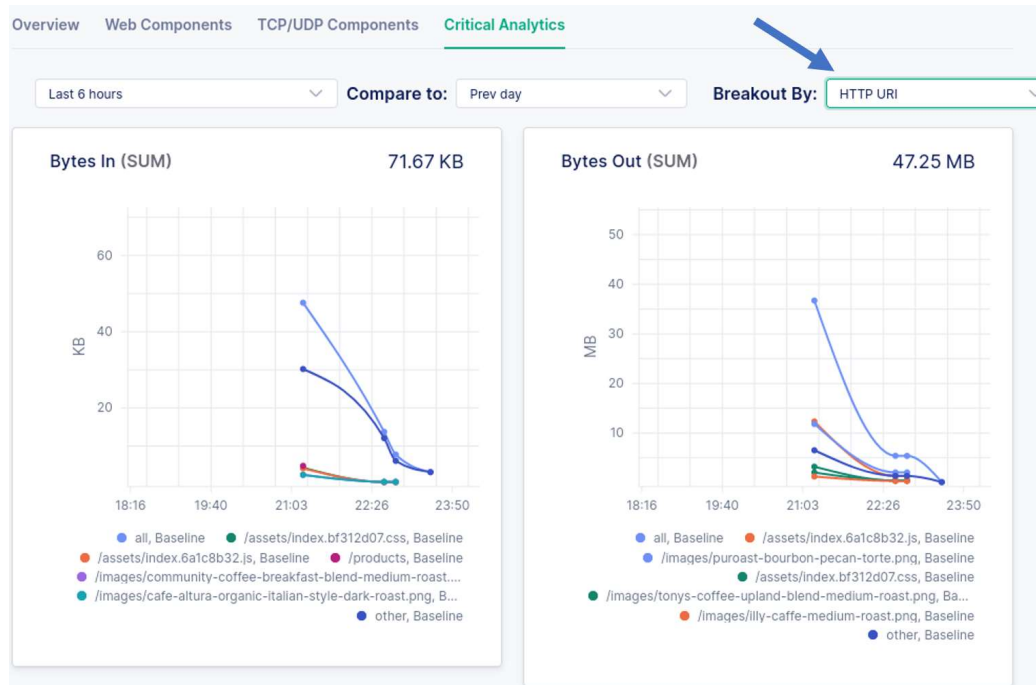 Overview Web Components TCP/UDP Components Critical Analytics
Last 6 hours Compare to: Prev day Breakout By: HTTP URI
Bytes In (SUM) 71.67 KB
60
40
20
KB
18:16 19:40 21:03 22:26 23:50
all, Baseline /assets/index.bf312d07.css, Baseline
/assets/index.6a1c8b32.js, Baseline /products, Baseline
/images/community-coffee-breakfast-blend-medium-roast....
/images/cafe-altura-organic-italian-style-dark-roast.png, B...
other, Baseline
Bytes Out (SUM) 47.25 MB
50
40
30
20
10
MB
18:16 19:40 21:03 22:26 23:50
all, Baseline /assets/index.6a1c8b32.js, Baseline
/images/puroast-bourbon-pecan-torte.png, Baseline
/assets/index.bf312d07.css, Baseline
/images/tonys-coffee-upland-blend-medium-roast.png, Ba...
/images/illy-caffe-medium-roast.png, Baseline
other, Baseline